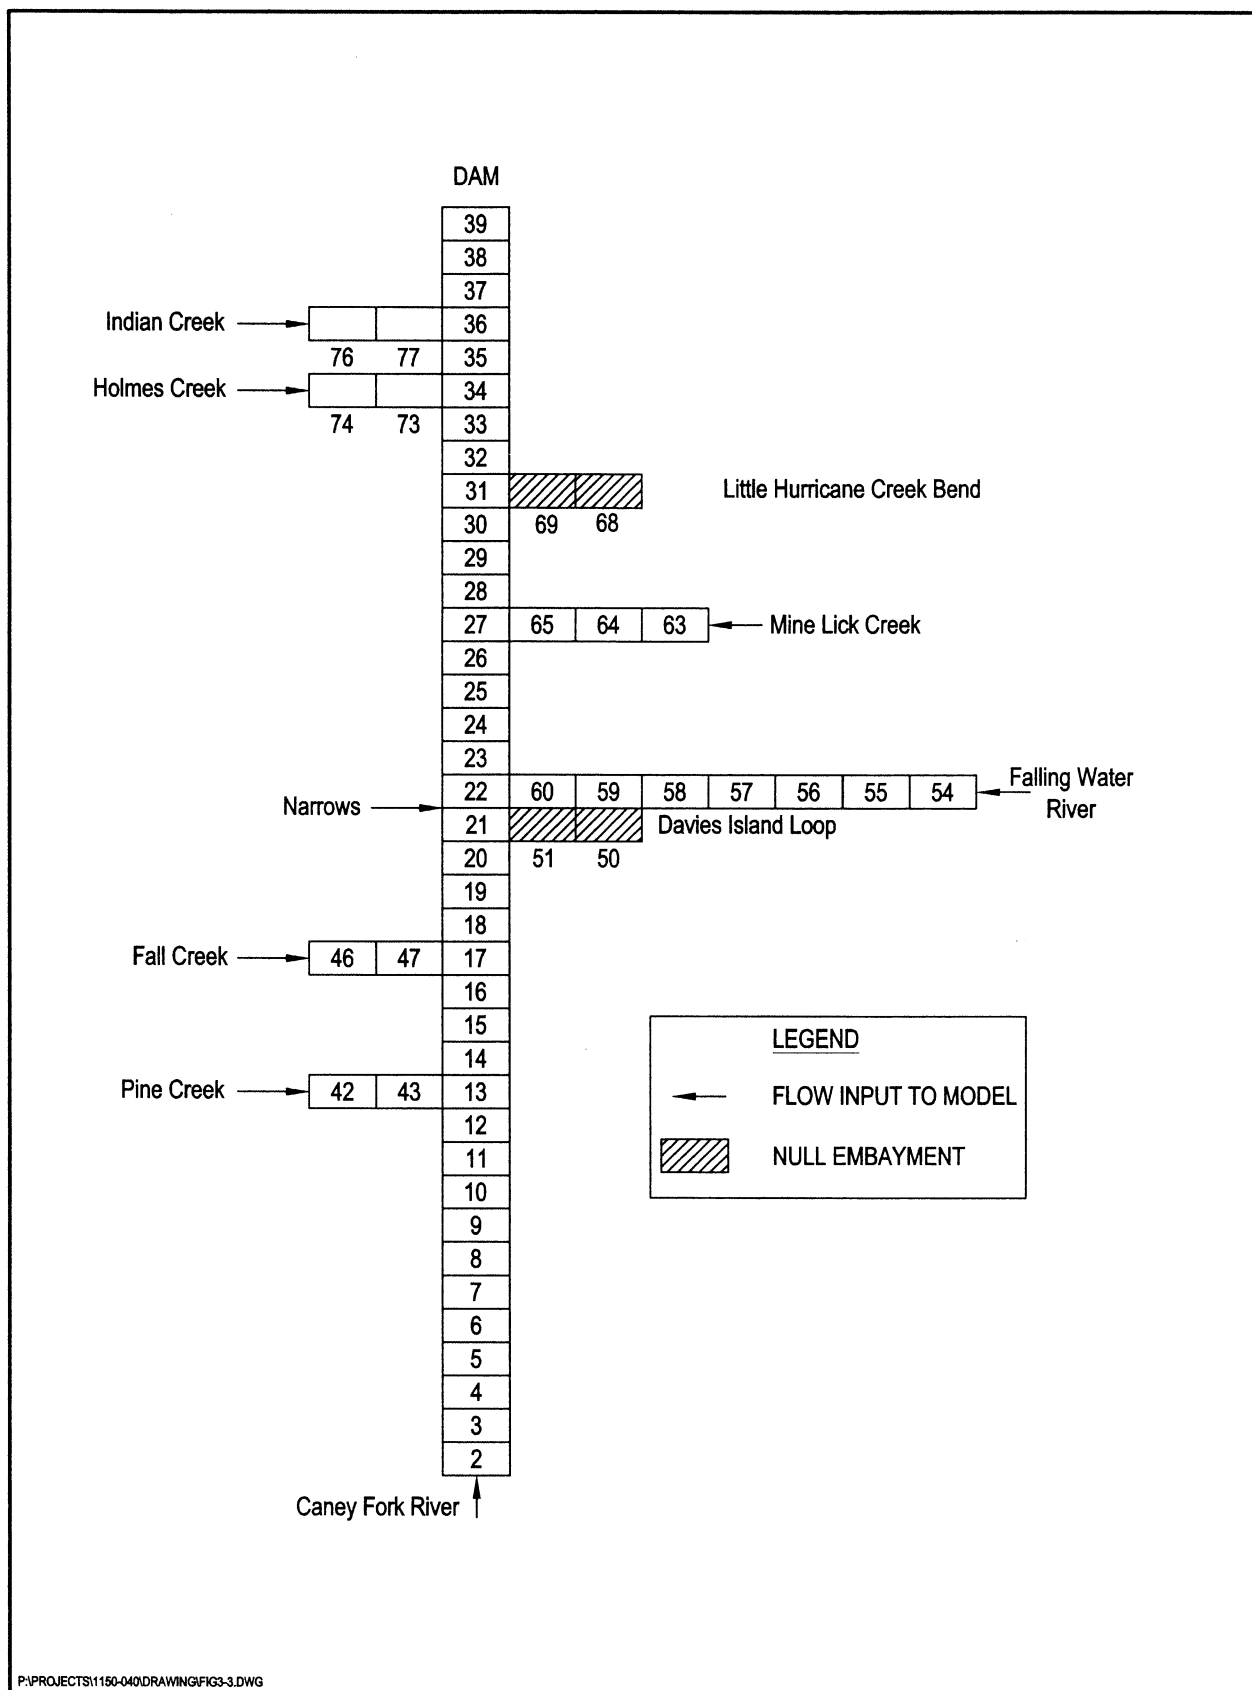 DAM
39
38
37
Indian Creek 36
76 77 35
Holmes Creek 34
74 73 33
32
31 Little Hurricane Creek Bend
30 69 68
29
28
27 65 64 63 Mine Lick Creek
26
25
24
23
22 60 59 58 57 56 55 54 Falling Water
River
Narrows
21 Davies Island Loop
20 51 50
19
18
Fall Creek 46 47 17
16
15
14
Pine Creek 42 43 13
12
11
10
9
8
7
6
5
4
3
2
Caney Fork River
LEGEND
FLOW INPUT TO MODEL
NULL EMBAYMENT
P:\PROJECTS\1150-040\DRAWING\FIG3-3.DWG